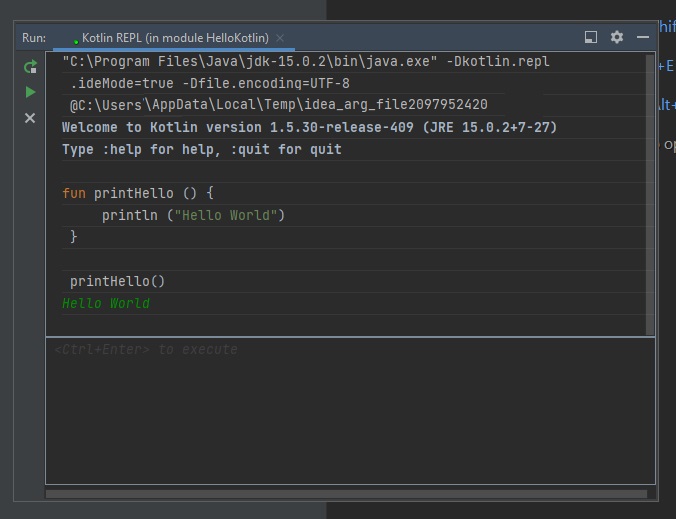 hif
Run: Kotlin REPL (in module HelloKotlin)
"C:\Program Files\Java\jdk-15.0.2\bin\java.exe" -Dkotlin.repl
+E
.ideMode=true -Dfile.encoding=UTF-8
@C:\Users\AppData\Local\Temp\idea_arg_file2097952420
lt+
Welcome to Kotlin version 1.5.30-release-409 (JRE 15.0.2+7-27)
Type :help for help, :quit for quit
op
fun printHello () {
println ("Hello World")
}
printHello()
Hello World
<Ctrl+Enter> to execute